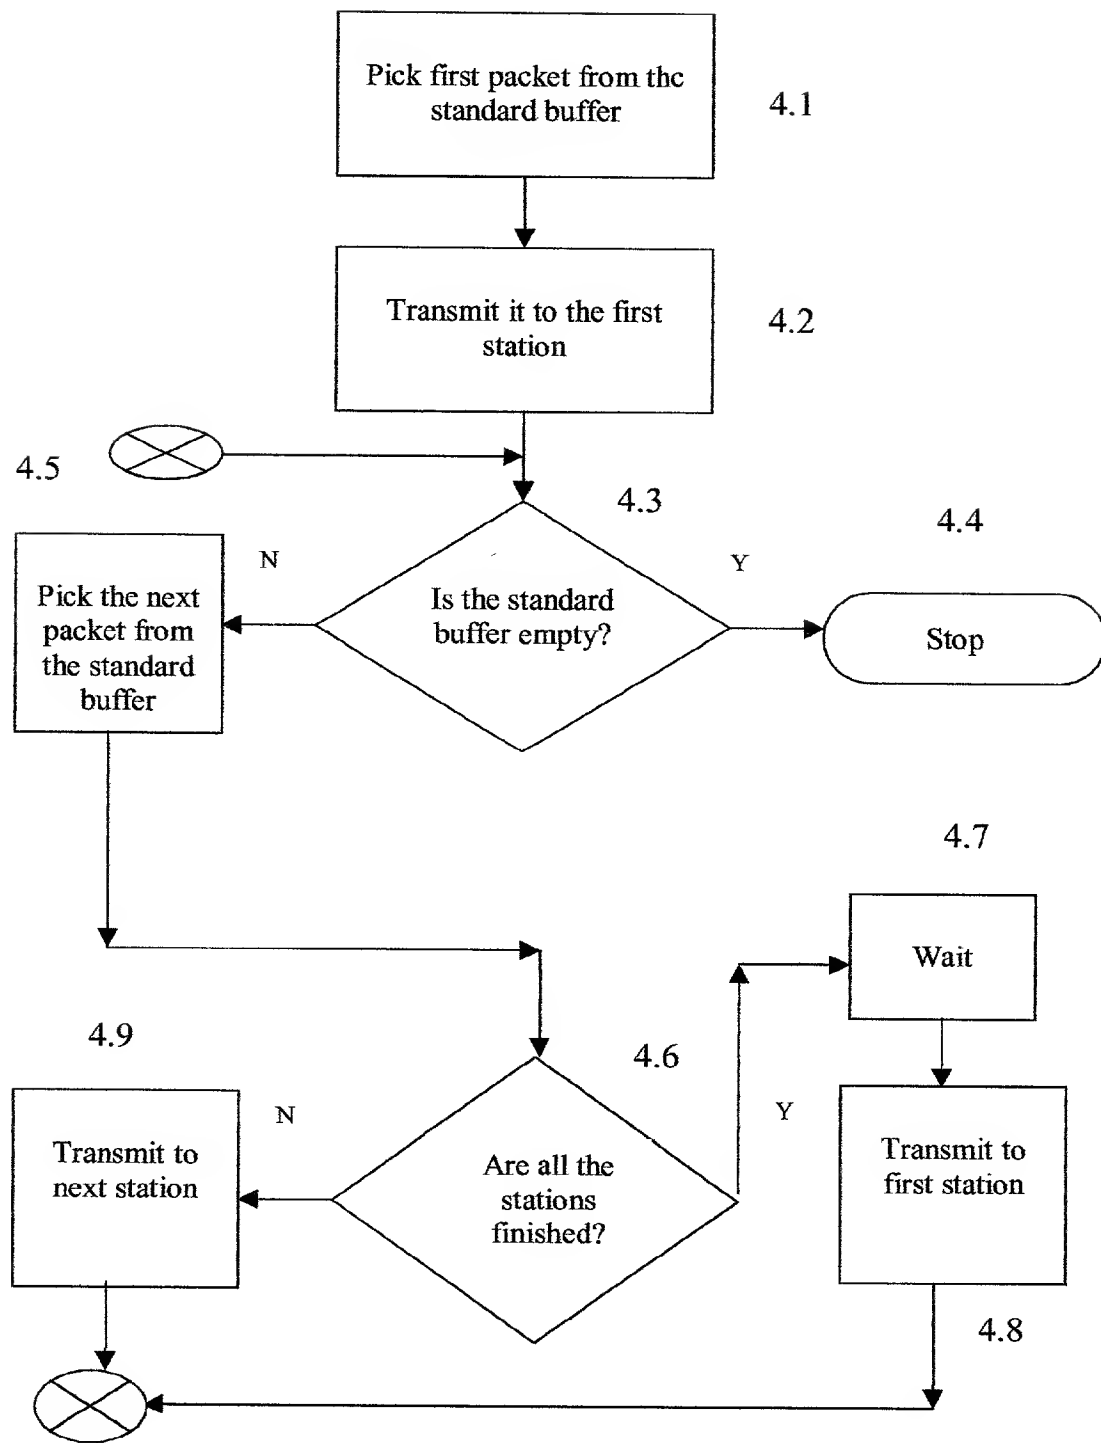 Pick first packet from thc
standard buffer
4.1
Transmit it to the first
station
4.2
4.5
4.3
4.4
N
Y
Pick the next
packet from
the standard
buffer
Is the standard
buffer empty?
Stop
4.7
Wait
4.9
4.6
N
Y
Transmit to
next station
Are all the
stations
finished?
Transmit to
first station
4.8